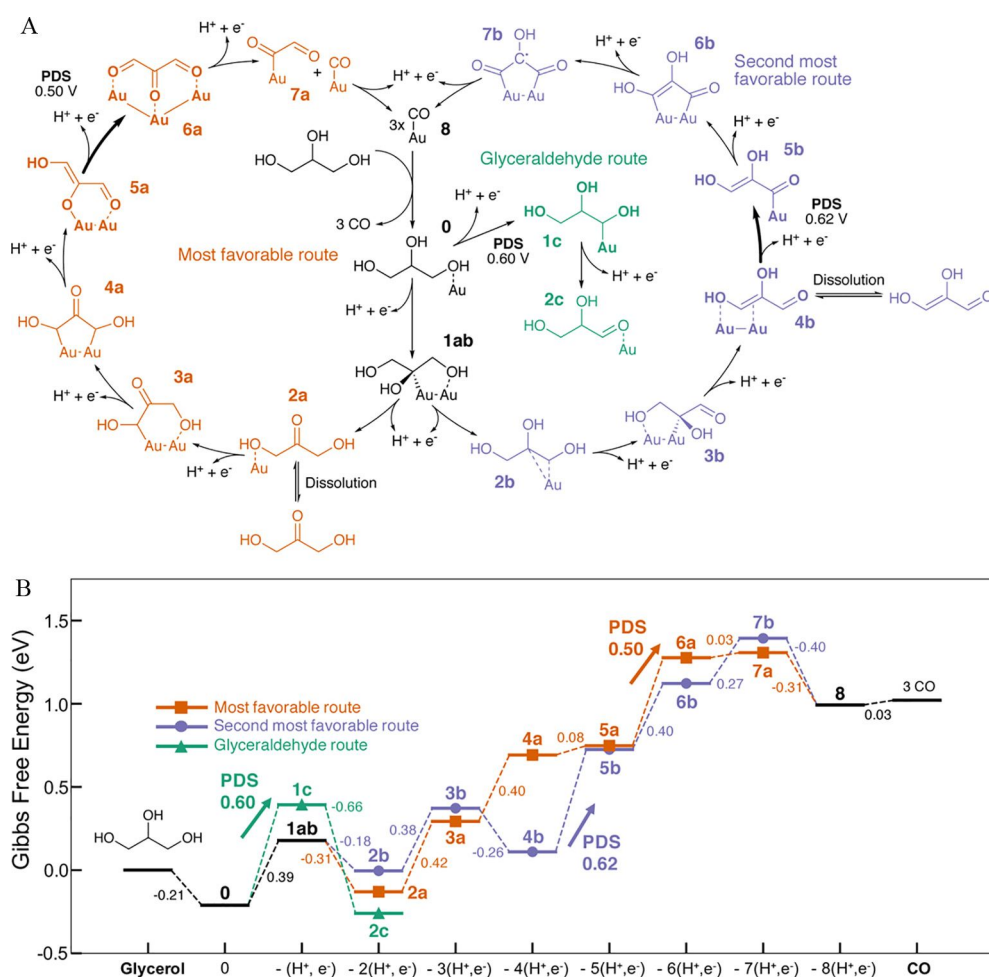 A
H⁺ + e⁻
PDS
0.50 V
H⁺ + e⁻
6a
7a
+
CO
Au
H⁺ + e⁻
3x
CO
Au
8
7b
H⁺ + e⁻
6b
Second most
favorable route
H⁺ + e⁻
5b
PDS
0.62 V
H⁺ + e⁻
4b
Dissolution
H⁺ + e⁻
3b
H⁺ + e⁻
2b
Glyceraldehyde route
H⁺ + e⁻
PDS
0.60 V
1c
H⁺ + e⁻
2c
3 CO
0
H⁺ + e⁻
1ab
H⁺ + e⁻
Most favorable route
5a
H⁺ + e⁻
4a
H⁺ + e⁻
3a
H⁺ + e⁻
2a
Dissolution
B
Gibbs Free Energy (eV)
1.5
1.0
0.5
0.0
-0.5
Most favorable route
Second most favorable route
Glyceraldehyde route
PDS
0.60
PDS
0.50
PDS
0.62
HO OH OH
-0.21
0
0.39
1c
1ab
-0.66
-0.18
-0.31
2b
2a
2c
0.38
0.42
3b
3a
-0.26
0.40
4a
4b
0.08
5a
5b
0.40
6a
6b
0.03
0.27
7b
7a
-0.40
-0.31
8
0.03
3 CO
Glycerol
0
- (H⁺, e⁻)
- 2(H⁺, e⁻)
- 3(H⁺,e⁻)
- 4(H⁺,e⁻)
- 5(H⁺,e⁻)
- 6(H⁺,e⁻)
- 7(H⁺,e⁻)
- 8(H⁺,e⁻)
CO